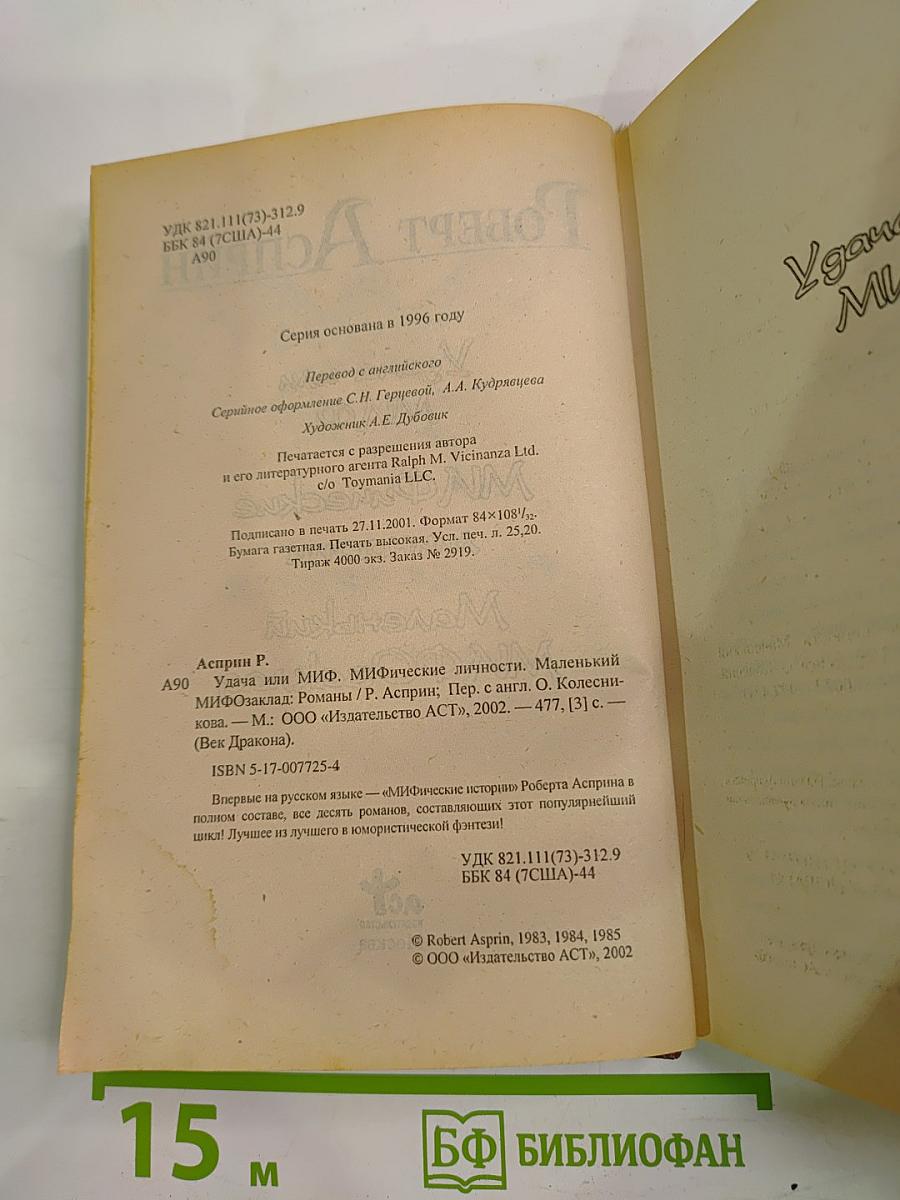 УДК 821.111(73)-312.9
ББК 84 (7США)-44
А90
Серия основана в 1996 году
Перевод с английского
Серийное оформление С.Н. Герцевой, А.А. Кудрявцева
Художник А.Е. Дубовик
Печатается с разрешения автора
и его литературного агента Ralph M. Vicinanza Ltd.
c/o Toymania LLC.
Подписано в печать 27.11.2001. Формат 84×108 1/32.
Бумага газетная. Печать высокая. Усл. печ. л. 25,20.
Тираж 4000 экз. Заказ № 2919.
Асприн Р.
А90 Удача или МИФ. МИФические личности. Маленький
МИФОзаклад: Романы / Р. Асприн; Пер. с англ. О. Колесни-
кова. — М.: ООО «Издательство АСТ», 2002. — 477, [3] с. —
(Век Дракона).
ISBN 5-17-007725-4
Впервые на русском языке — «МИФические истории» Роберта Асприна в
полном составе, все десять романов, составляющих этот популярнейший
цикл! Лучшее из лучшего в юмористической фэнтези!
УДК 821.111(73)-312.9
ББК 84 (7США)-44
© Robert Asprin, 1983, 1984, 1985
© ООО «Издательство АСТ», 2002
15 м
БФ БИБЛИОФАН